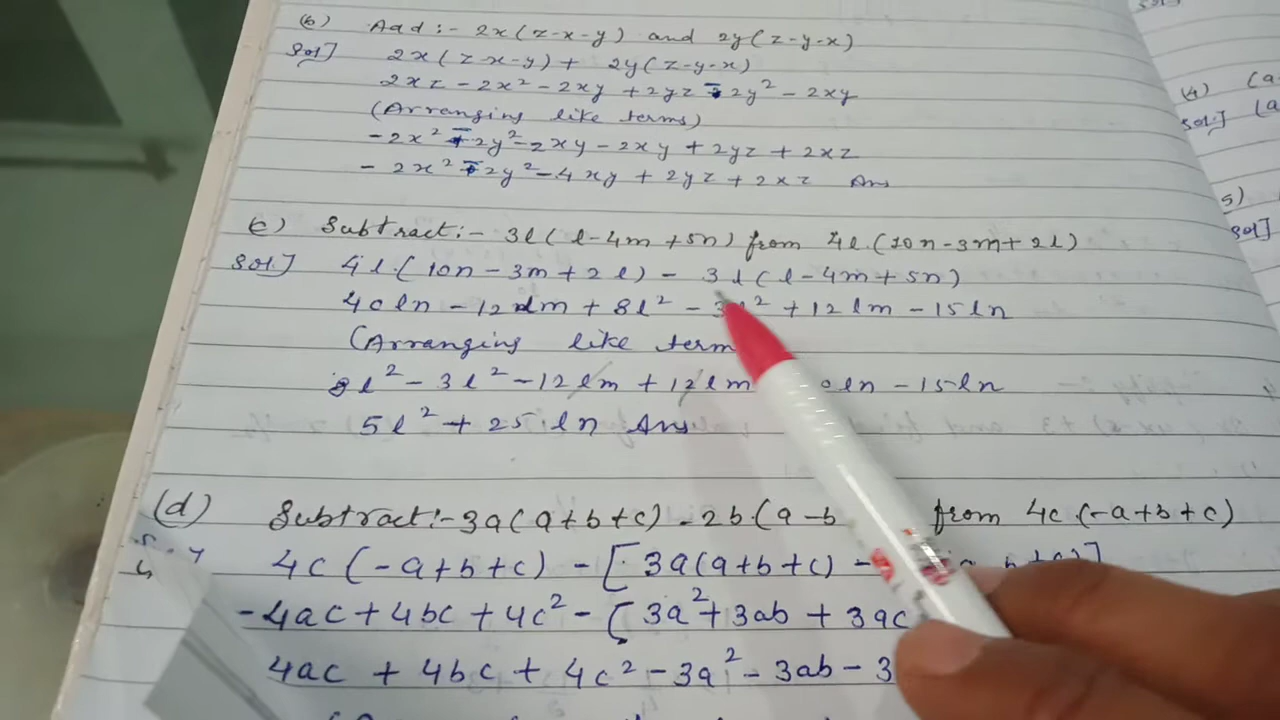 (b) Add :- 2x(z-x-y) and 2y(z-y-x)
Sol] 2x(z-x-y) + 2y(z-y-x)
2xz - 2x² - 2xy + 2yz - 2y² - 2xy
(Arranging like terms)
-2x² - 2y² - 2xy - 2xy + 2yz + 2xz
- 2x² - 2y² - 4xy + 2yz + 2xz Ans
c) Subtract:- 3l(l-4m+5n) from 4l(10n-3m+2l)
Sol.] 4l.(10n - 3m + 2l) - 3l(l - 4m + 5n)
40ln - 12lm + 8l² - 3l² + 12lm - 15ln
(Arranging like term
8l² - 3l² - 12lm + 12lm 0ln - 15ln
5l² + 25ln Ans
(d) Subtract:- 3a(a+b+c) - 2b.(a-b from 4c.(-a+b+c)
4c(-a+b+c) - [3a(a+b+c) -
-4ac + 4bc + 4c² - [3a² + 3ab + 3ac
4ac + 4bc + 4c² - 3a² - 3ab - 3
(4) (a
Sol.] (a
5)
Sol]